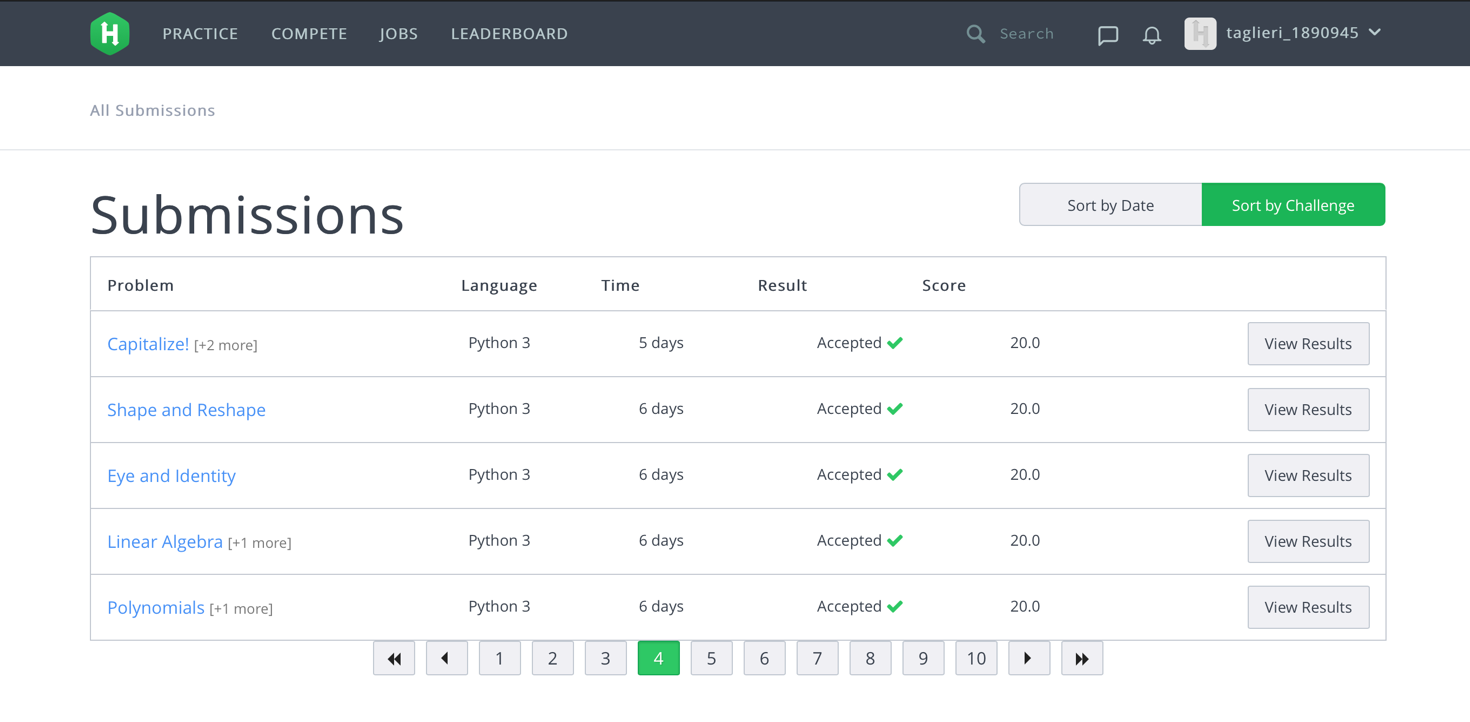 H PRACTICE COMPETE JOBS LEADERBOARD Search H taglieri_1890945
All Submissions
Submissions
Sort by Date Sort by Challenge
Problem Language Time Result Score
Capitalize! [+2 more] Python 3 5 days Accepted 20.0 View Results
Shape and Reshape Python 3 6 days Accepted 20.0 View Results
Eye and Identity Python 3 6 days Accepted 20.0 View Results
Linear Algebra [+1 more] Python 3 6 days Accepted 20.0 View Results
Polynomials [+1 more] Python 3 6 days Accepted 20.0 View Results
1 2 3 4 5 6 7 8 9 10